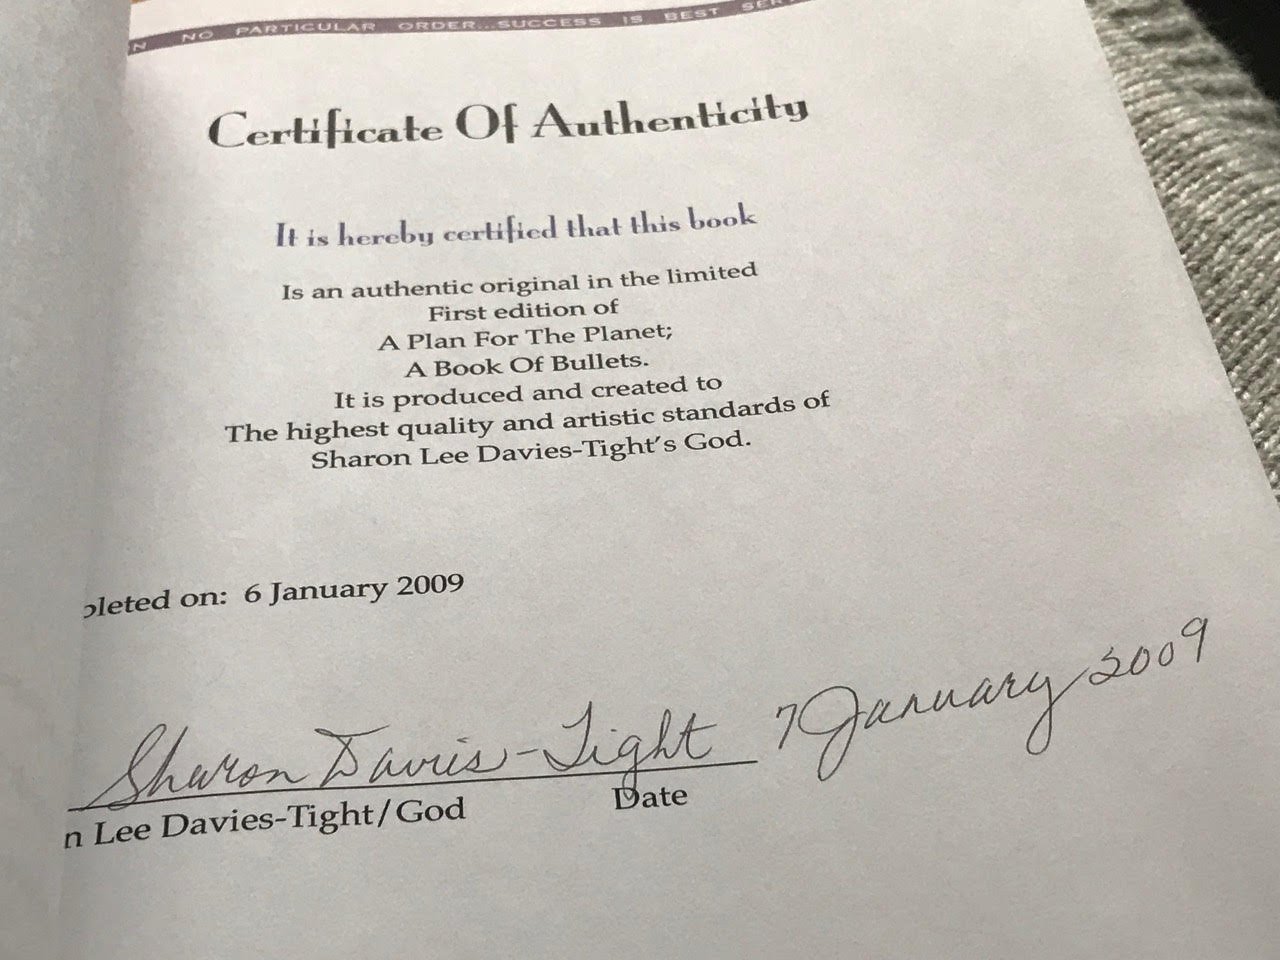 N NO PARTICULAR ORDER...SUCCESS IS BEST
Certificate Of Authenticity
It is hereby certified that this book
Is an authentic original in the limited
First edition of
A Plan For The Planet;
A Book Of Bullets.
It is produced and created to
The highest quality and artistic standards of
Sharon Lee Davies-Tight's God.
pleted on: 6 January 2009
Sharon Davies-Tight 7 January 2009
n Lee Davies-Tight/God Date